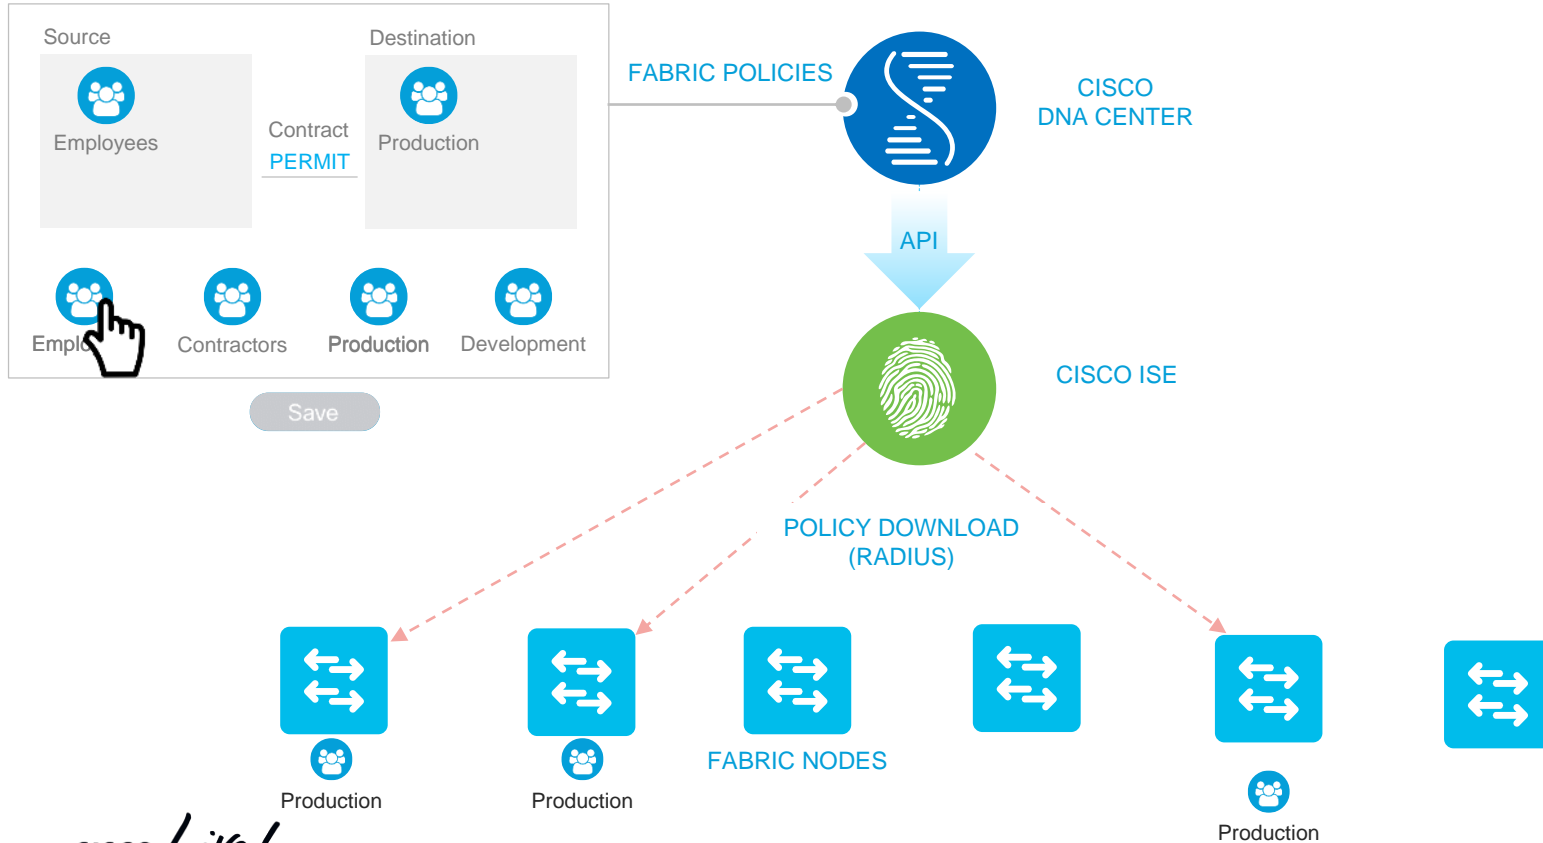 Source
Destination
FABRIC POLICIES
CISCO
DNA CENTER
Employees
Contract
PERMIT
Production
API
Contractors
Production
Development
CISCO ISE
Save
POLICY DOWNLOAD
(RADIUS)
FABRIC NODES
Production
Production
Production